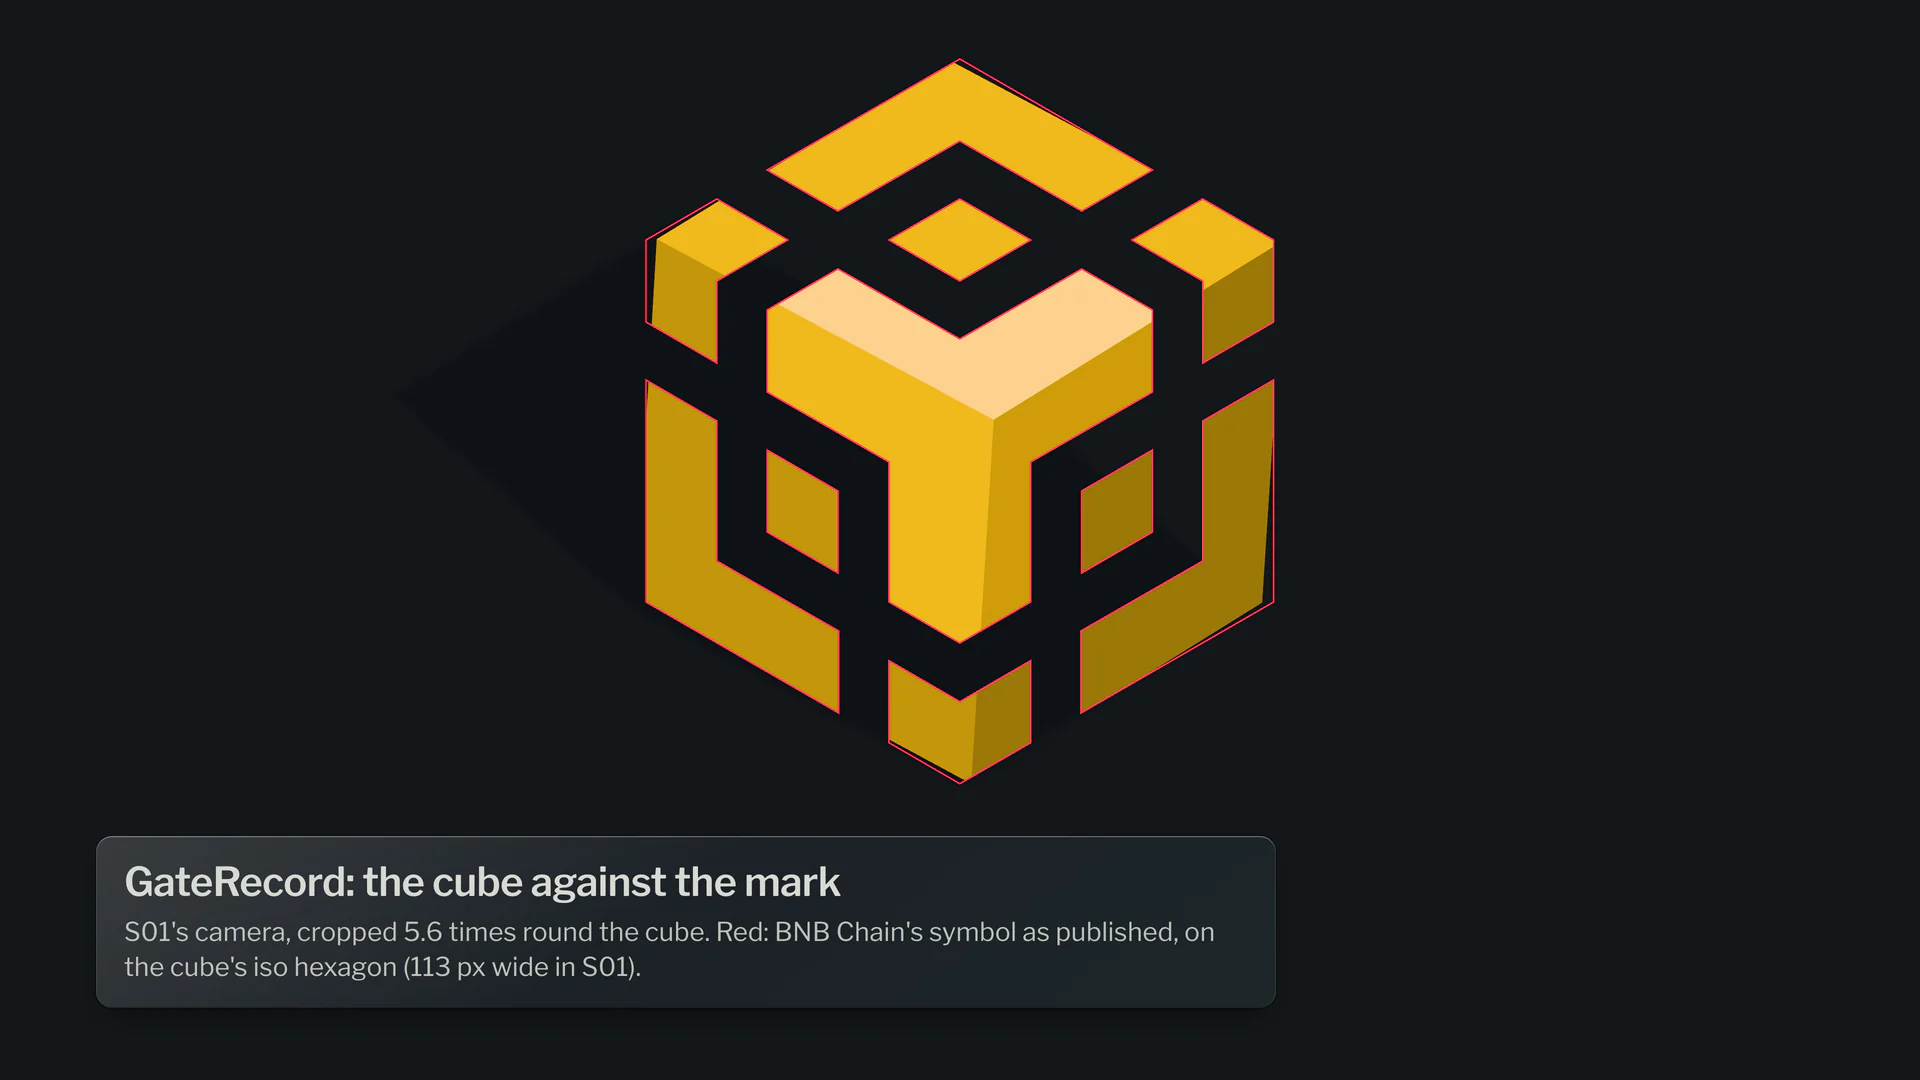 GateRecord: the cube against the mark
S01's camera, cropped 5.6 times round the cube. Red: BNB Chain's symbol as published, on
the cube's iso hexagon (113 px wide in S01).